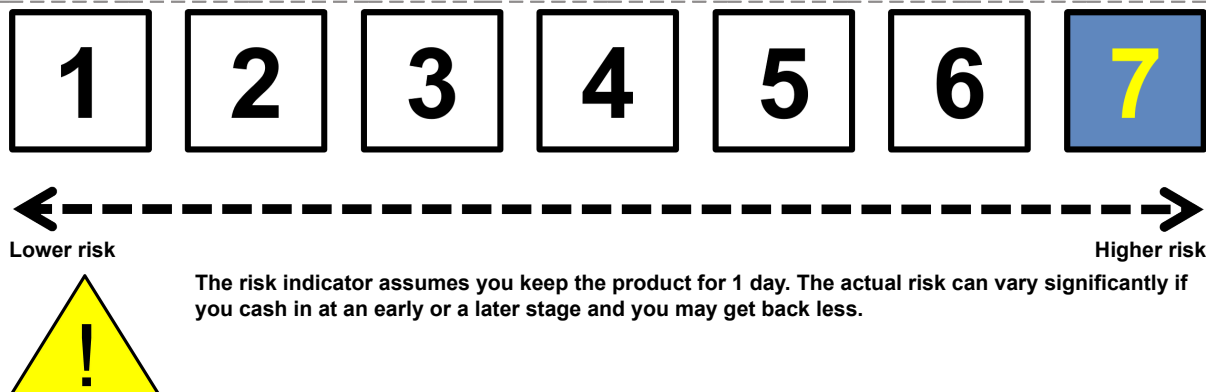 1 2 3 4 5 6 7
Lower risk Higher risk
The risk indicator assumes you keep the product for 1 day. The actual risk can vary significantly if
you cash in at an early or a later stage and you may get back less.
!